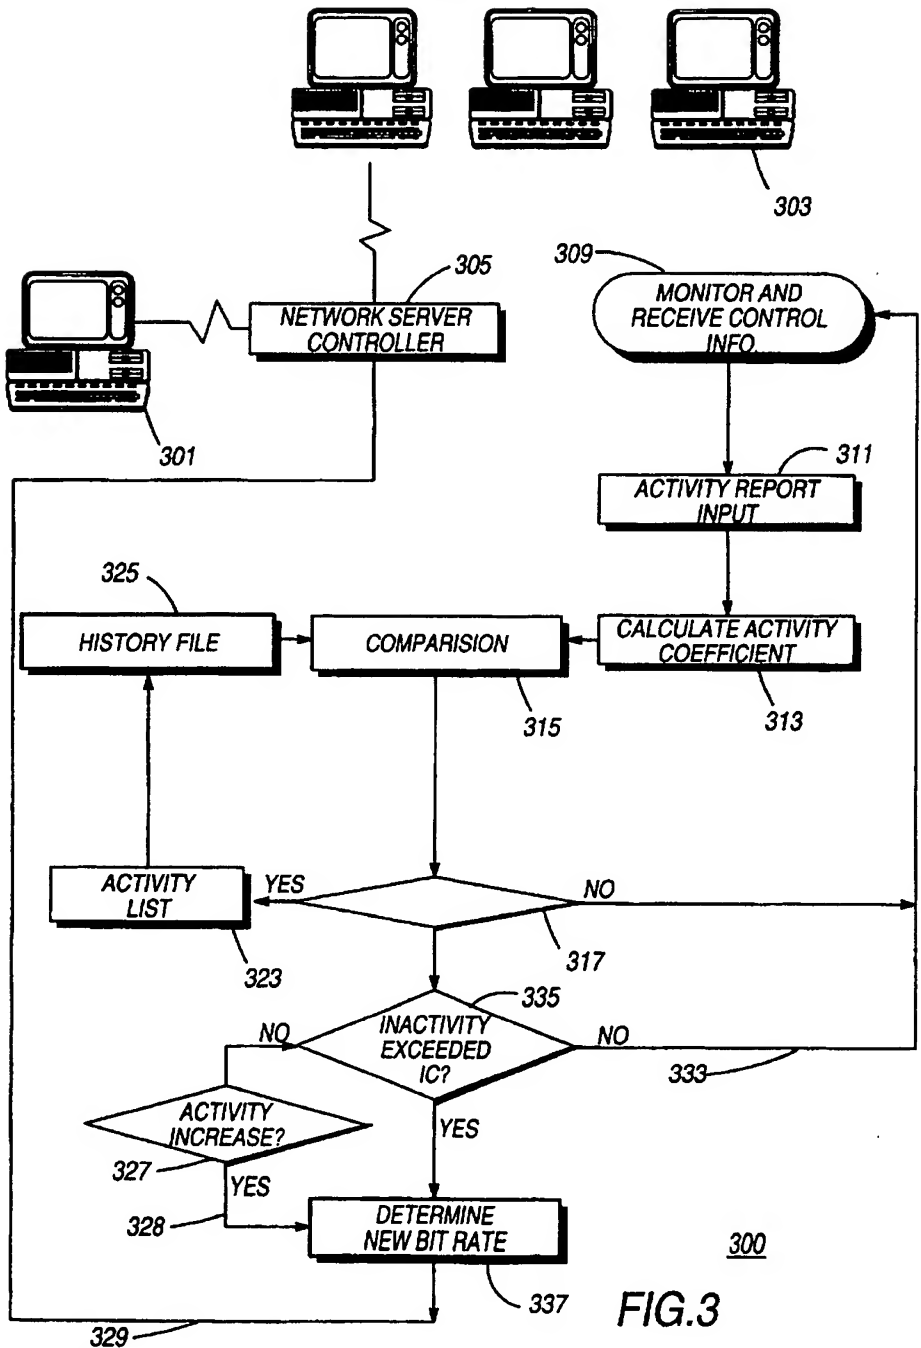 303
305
309
NETWORK SERVER
CONTROLLER
MONITOR AND
RECEIVE CONTROL
INFO.
301
311
ACTIVITY REPORT
INPUT
325
HISTORY FILE
COMPARISION
CALCULATE ACTIVITY
COEFFICIENT
315
313
ACTIVITY
LIST
YES
NO
323
317
335
INACTIVITY
EXCEEDED
IC?
NO
NO
333
ACTIVITY
INCREASE?
YES
327
YES
328
DETERMINE
NEW BIT RATE
300
337
FIG.3
329